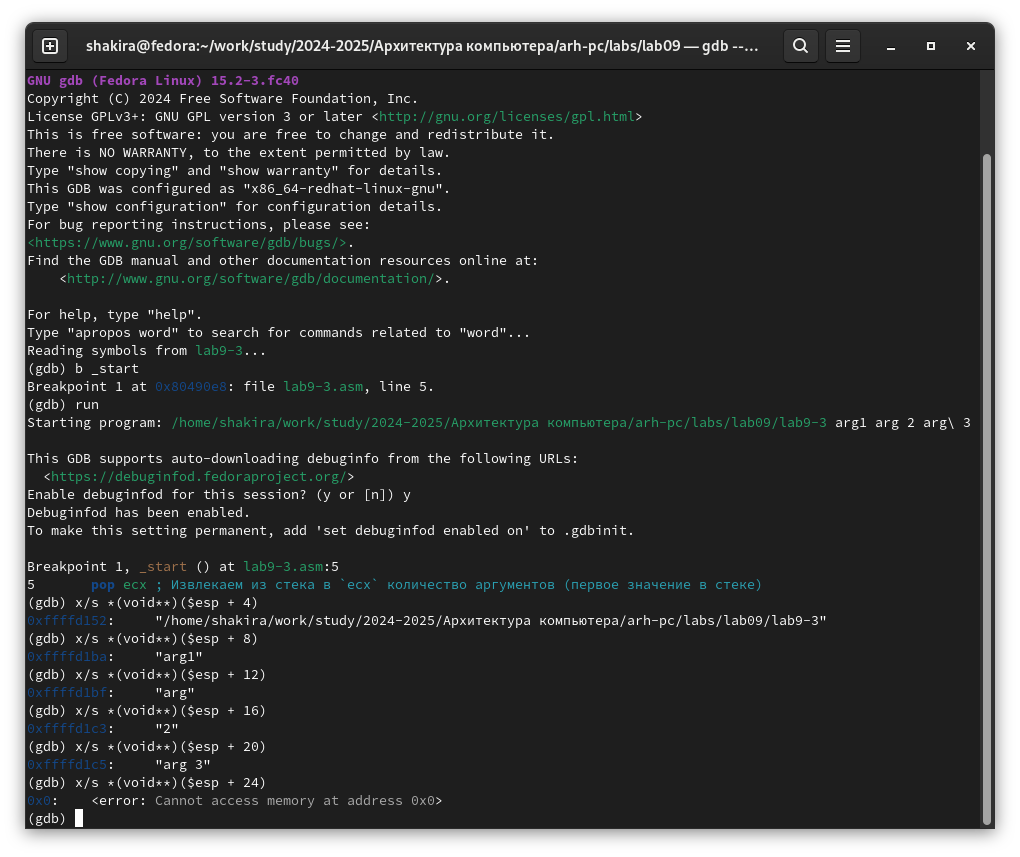 shakira@fedora:~/work/study/2024-2025/Архитектура компьютера/arh-pc/labs/lab09 — gdb --...
GNU gdb (Fedora Linux) 15.2-3.fc40
Copyright (C) 2024 Free Software Foundation, Inc.
License GPLv3+: GNU GPL version 3 or later <http://gnu.org/licenses/gpl.html>
This is free software: you are free to change and redistribute it.
There is NO WARRANTY, to the extent permitted by law.
Type "show copying" and "show warranty" for details.
This GDB was configured as "x86_64-redhat-linux-gnu".
Type "show configuration" for configuration details.
For bug reporting instructions, please see:
<https://www.gnu.org/software/gdb/bugs/>.
Find the GDB manual and other documentation resources online at:
    <http://www.gnu.org/software/gdb/documentation/>.
For help, type "help".
Type "apropos word" to search for commands related to "word"...
Reading symbols from lab9-3...
(gdb) b _start
Breakpoint 1 at 0x80490e8: file lab9-3.asm, line 5.
(gdb) run
Starting program: /home/shakira/work/study/2024-2025/Архитектура компьютера/arh-pc/labs/lab09/lab9-3 arg1 arg 2 arg\ 3
This GDB supports auto-downloading debuginfo from the following URLs:
  <https://debuginfod.fedoraproject.org/>
Enable debuginfod for this session? (y or [n]) y
Debuginfod has been enabled.
To make this setting permanent, add 'set debuginfod enabled on' to .gdbinit.
Breakpoint 1, _start () at lab9-3.asm:5
5       pop ecx ; Извлекаем из стека в `ecx` количество аргументов (первое значение в стеке)
(gdb) x/s *(void**)($esp + 4)
0xffffd152:     "/home/shakira/work/study/2024-2025/Архитектура компьютера/arh-pc/labs/lab09/lab9-3"
(gdb) x/s *(void**)($esp + 8)
0xffffd1ba:     "arg1"
(gdb) x/s *(void**)($esp + 12)
0xffffd1bf:     "arg"
(gdb) x/s *(void**)($esp + 16)
0xffffd1c3:     "2"
(gdb) x/s *(void**)($esp + 20)
0xffffd1c5:     "arg 3"
(gdb) x/s *(void**)($esp + 24)
0x0:    <error: Cannot access memory at address 0x0>
(gdb)